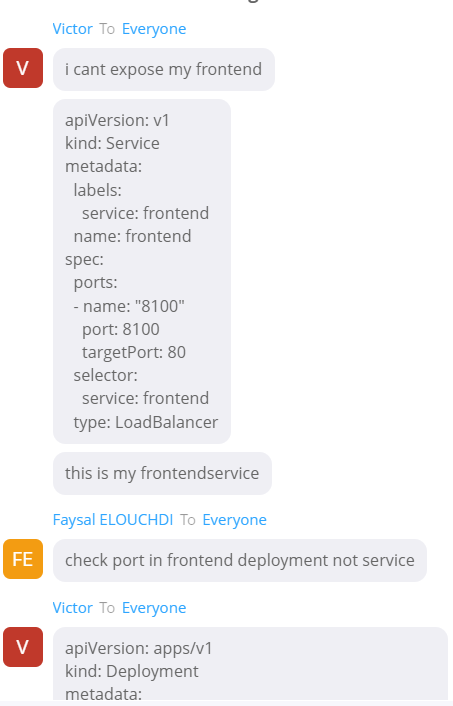 Victor To Everyone
V
i cant expose my frontend
apiVersion: v1
kind: Service
metadata:
  labels:
    service: frontend
  name: frontend
spec:
  ports:
  - name: "8100"
    port: 8100
    targetPort: 80
  selector:
    service: frontend
  type: LoadBalancer
this is my frontendservice
Faysal ELOUCHDI To Everyone
FE
check port in frontend deployment not service
Victor To Everyone
V
apiVersion: apps/v1
kind: Deployment
metadata: